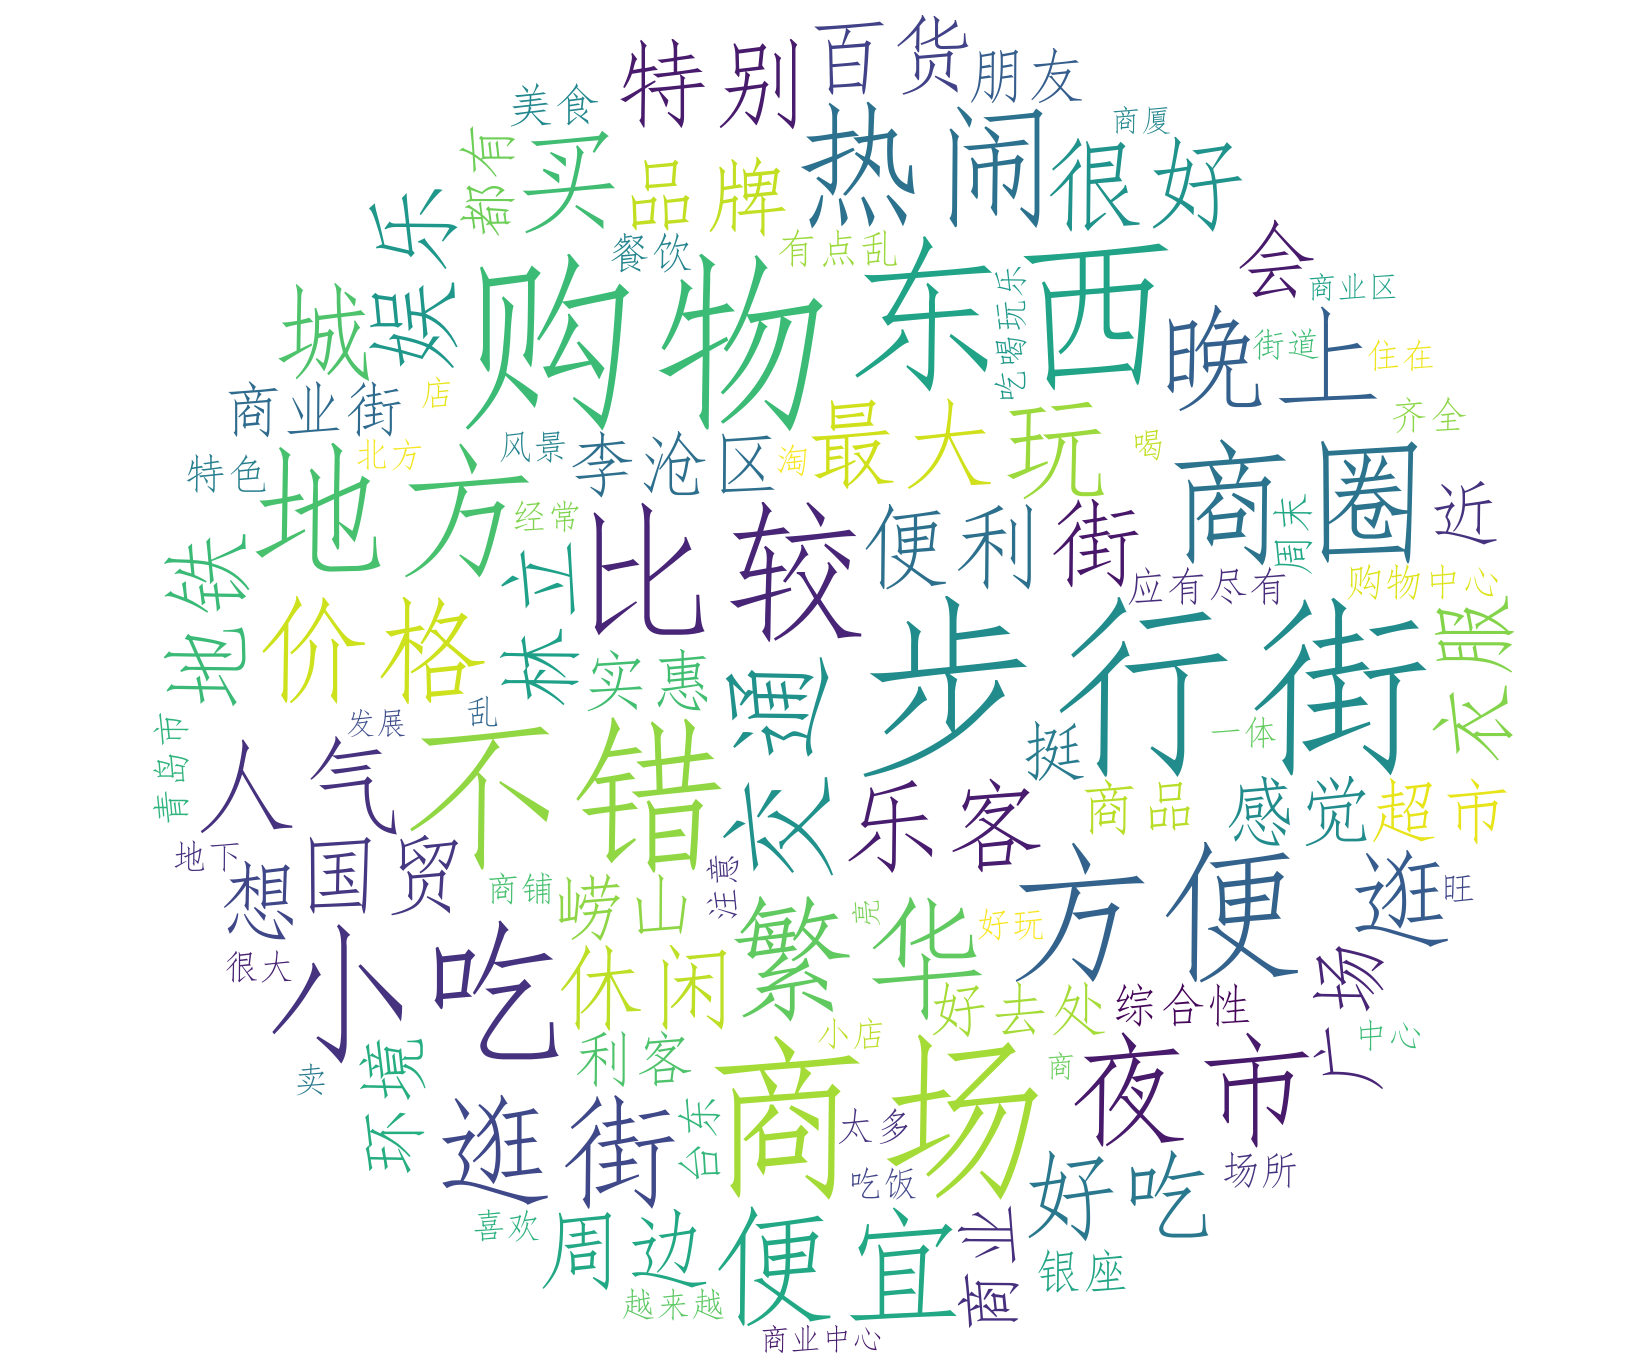 百货
特别
朋友
美食
商厦
热闹
都有
买
品牌
很好
娱乐
餐饮
有点乱
会
购物
东西
吃喝玩乐
商业区
城
晚上
街道
住在
商业街
店
最大
玩
齐全
特色
北方
风景
李沧区
淘
喝
商圈
近
地方
经常
比较
便利
街
周末
地铁
林立
应有尽有
购物中心
价格
实惠
交通
步行街
衣服
青岛市
发展
乱
不错
挺
一体
人气
乐客
商品
感觉
超市
地下
想
国贸
商铺
崂山
注意
繁华
亮
好玩
方便
逛
旺
很大
小吃
休闲
好去处
综合性
广场
小店
中心
卖
环境
利客
商场
商
夜市
逛街
台东
太多
吃饭
好吃
场所
喜欢
周边
便宜
商业
银座
越来越
商业中心